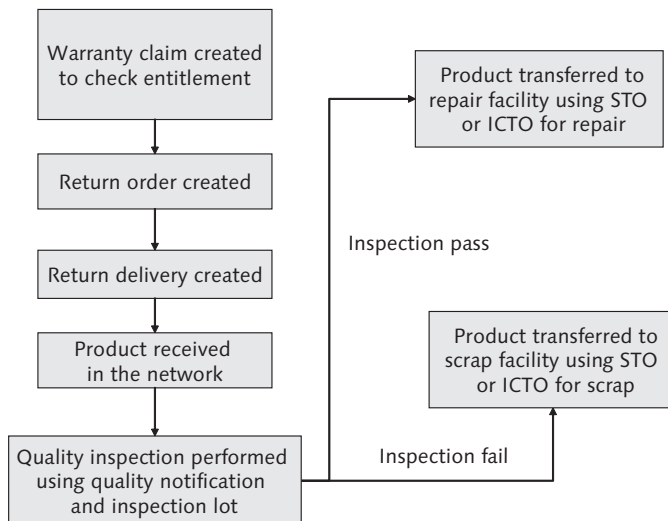 Warranty claim created
to check entitlement
Return order created
Return delivery created
Product received
in the network
Quality inspection performed
using quality notification
and inspection lot
Product transferred to
repair facility using STO
or ICTO for repair
Inspection pass
Product transferred to
scrap facility using STO
or ICTO for scrap
Inspection fail